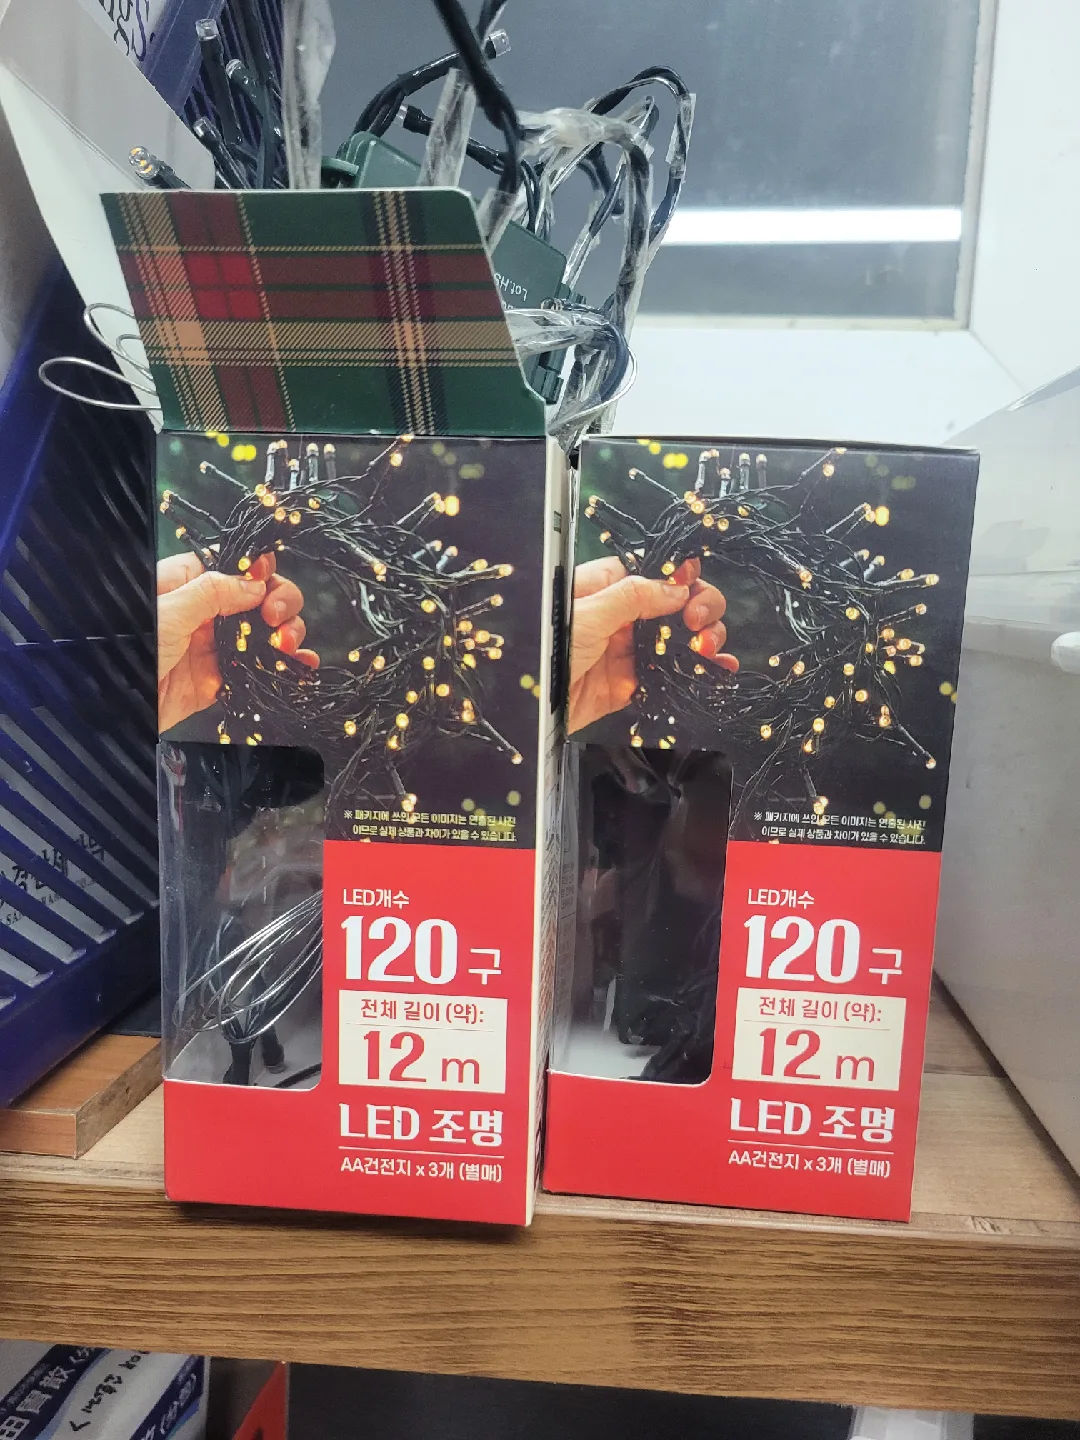 ※ 패키지에 쓰인 모든 이미지는 연출된 사진
이므로 실제 상품과 차이가 있을 수 있습니다.
LED개수
120구
전체 길이 (약):
12 m
LED 조명
AA건전지 x 3개 (별매)
※ 패키지에 쓰인 모든 이미지는 연출된 사진
이므로 실제 상품과 차이가 있을 수 있습니다.
LED개수
120구
전체 길이 (약):
12 m
LED 조명
AA건전지 x 3개 (별매)